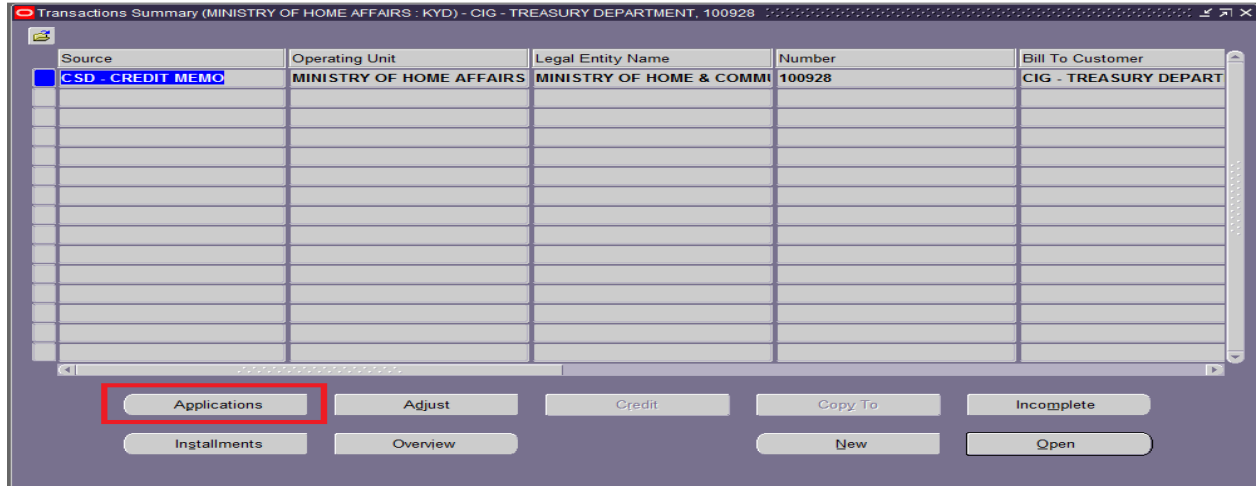 Transactions Summary (MINISTRY OF HOME AFFAIRS : KYD) - CIG - TREASURY DEPARTMENT, 100928
Source Operating Unit Legal Entity Name Number Bill To Customer
CSD - CREDIT MEMO MINISTRY OF HOME AFFAIRS MINISTRY OF HOME & COMMU 100928 CIG - TREASURY DEPART
Applications Adjust Credit Copy To Incomplete
Installments Overview New Open